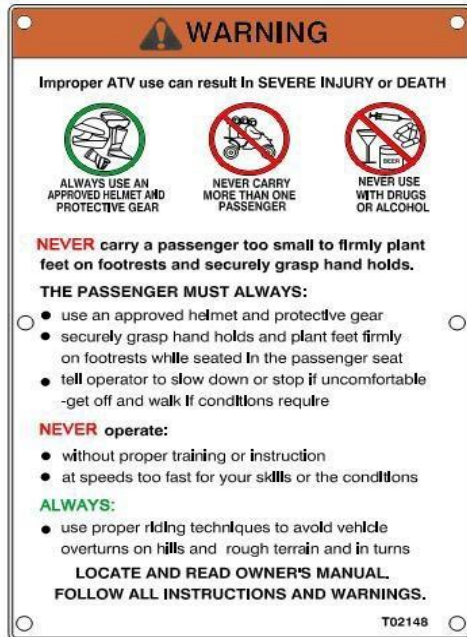 WARNING
Improper ATV use can result in SEVERE INJURY or DEATH
ALWAYS USE AN
APPROVED HELMET AND
PROTECTIVE GEAR
NEVER CARRY
MORE THAN ONE
PASSENGER
BEER
NEVER USE
WITH DRUGS
OR ALCOHOL
NEVER carry a passenger too small to firmly plant
feet on footrests and securely grasp hand holds.
THE PASSENGER MUST ALWAYS:
● use an approved helmet and protective gear
● securely grasp hand holds and plant feet firmly
on footrests while seated in the passenger seat
● tell operator to slow down or stop if uncomfortable
-get off and walk if conditions require
NEVER operate:
● without proper training or instruction
● at speeds too fast for your skills or the conditions
ALWAYS:
● use proper riding techniques to avoid vehicle
overturns on hills and rough terrain and in turns
LOCATE AND READ OWNER'S MANUAL.
FOLLOW ALL INSTRUCTIONS AND WARNINGS.
T02148